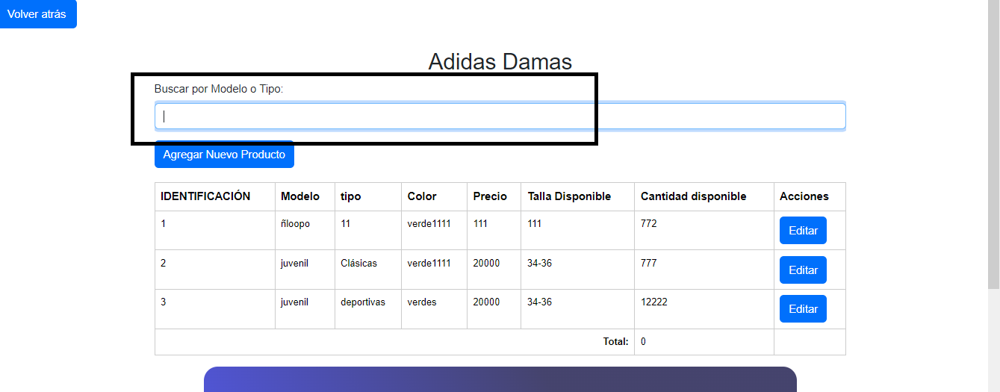 Volver atrás
Adidas Damas
Buscar por Modelo o Tipo:
Agregar Nuevo Producto
IDENTIFICACIÓN Modelo tipo Color Precio Talla Disponible Cantidad disponible Acciones
1 ñloopo 11 verde1111 111 111 772 Editar
2 juvenil Clásicas verde1111 20000 34-36 777 Editar
3 juvenil deportivas verdes 20000 34-36 12222 Editar
Total: 0